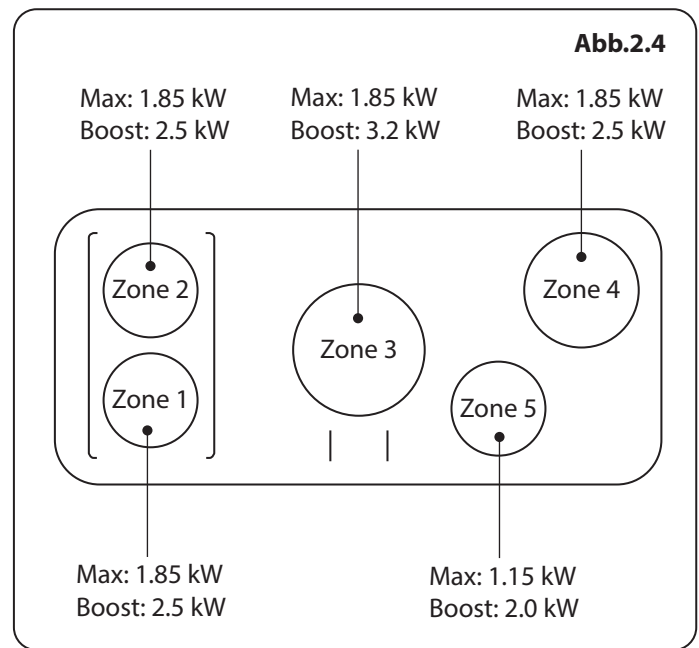 Abb.2.4
Max: 1.85 kW
Boost: 2.5 kW
Max: 1.85 kW
Boost: 3.2 kW
Max: 1.85 kW
Boost: 2.5 kW
Zone 2
Zone 4
Zone 3
Zone 1
Zone 5
Max: 1.85 kW
Boost: 2.5 kW
Max: 1.15 kW
Boost: 2.0 kW